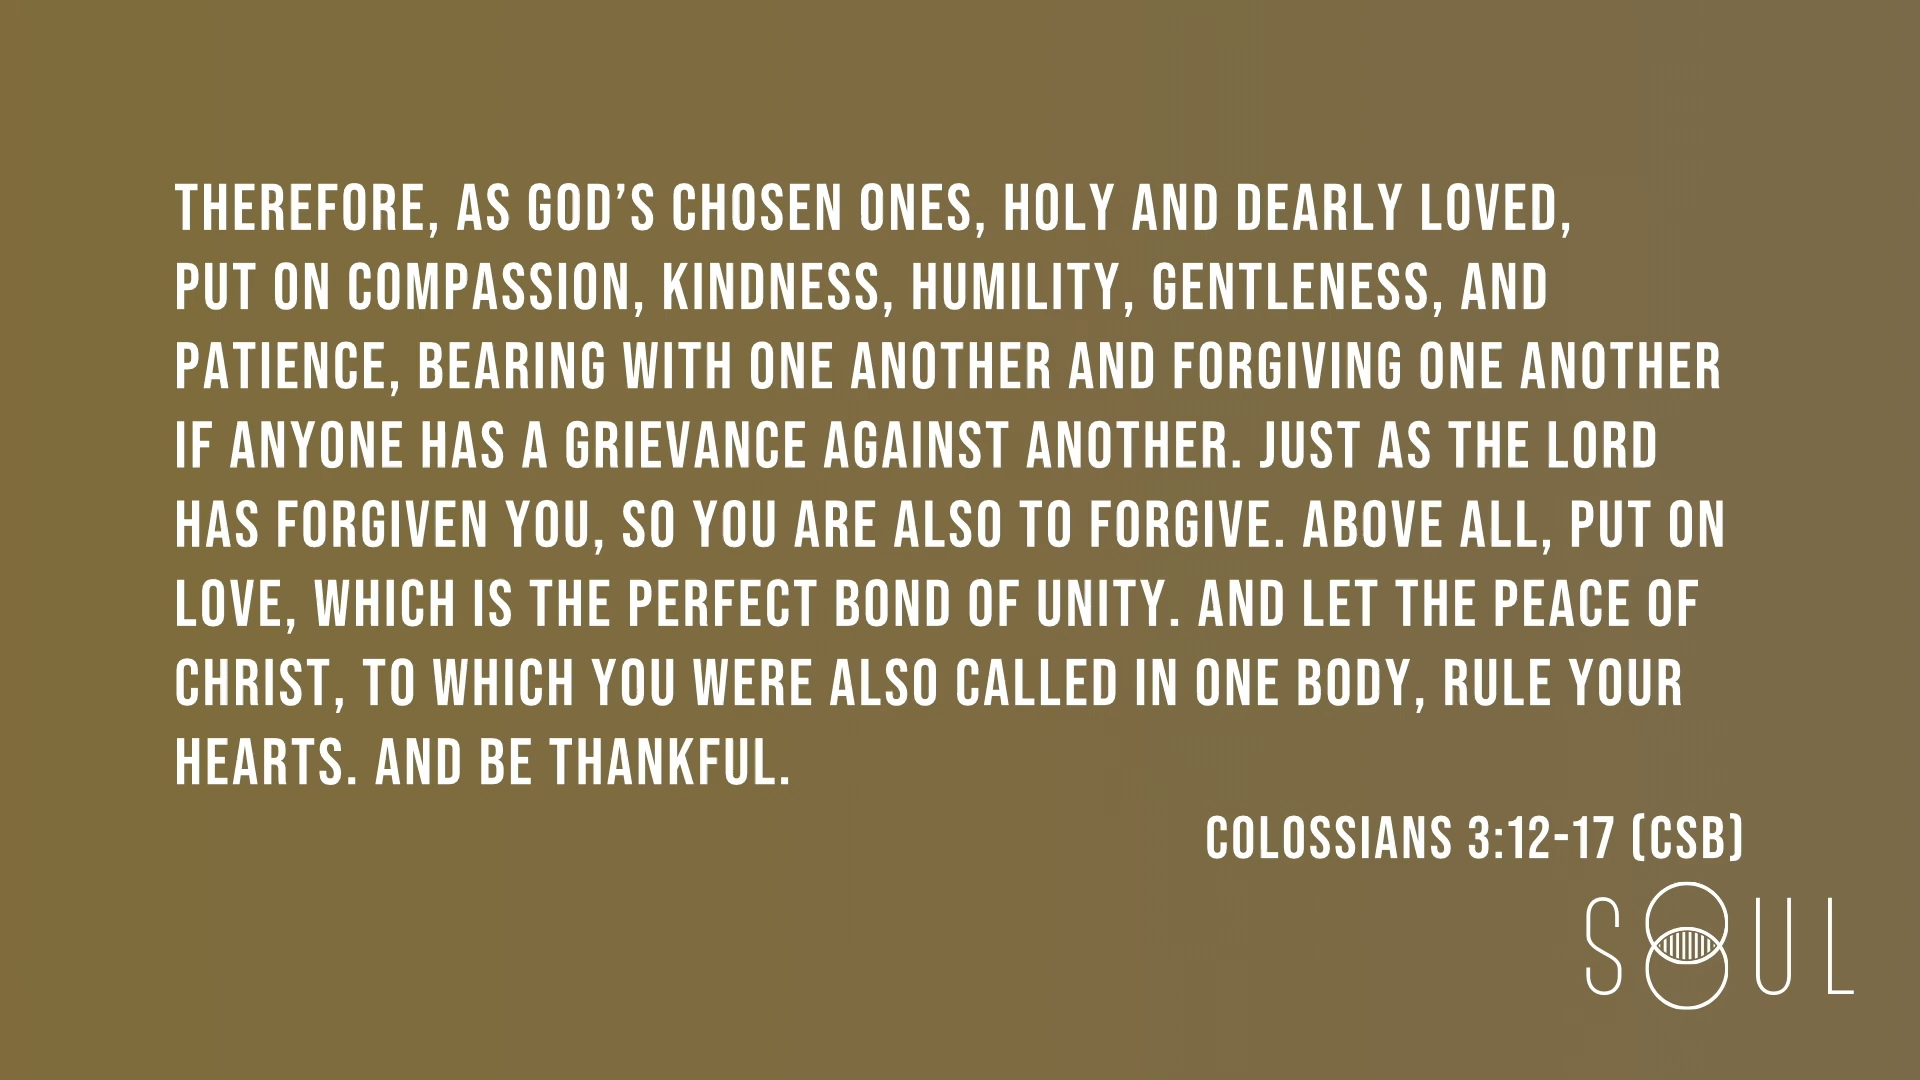 THEREFORE, AS GOD’S CHOSEN ONES, HOLY AND DEARLY LOVED,
PUT ON COMPASSION, KINDNESS, HUMILITY, GENTLENESS, AND
PATIENCE, BEARING WITH ONE ANOTHER AND FORGIVING ONE ANOTHER
IF ANYONE HAS A GRIEVANCE AGAINST ANOTHER. JUST AS THE LORD
HAS FORGIVEN YOU, SO YOU ARE ALSO TO FORGIVE. ABOVE ALL, PUT ON
LOVE, WHICH IS THE PERFECT BOND OF UNITY. AND LET THE PEACE OF
CHRIST, TO WHICH YOU WERE ALSO CALLED IN ONE BODY, RULE YOUR
HEARTS. AND BE THANKFUL.
COLOSSIANS 3:12-17 (CSB)
SOUL